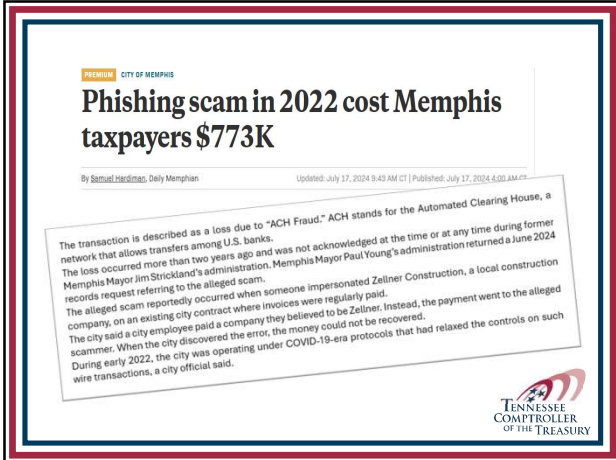 PREMIUM CITY OF MEMPHIS
Phishing scam in 2022 cost Memphis
taxpayers $773K
By Samuel Hardiman, Daily Memphian Updated: July 17, 2024 9:43 AM CT | Published: July 17, 2024 4:00 AM CT
The transaction is described as a loss due to “ACH Fraud.” ACH stands for the Automated Clearing House, a
network that allows transfers among U.S. banks.
The loss occurred more than two years ago and was not acknowledged at the time or at any time during former
Memphis Mayor Jim Strickland’s administration. Memphis Mayor Paul Young’s administration returned a June 2024
records request referring to the alleged scam.
The alleged scam reportedly occurred when someone impersonated Zellner Construction, a local construction
company, on an existing city contract where invoices were regularly paid.
The city said a city employee paid a company they believed to be Zellner. Instead, the payment went to the alleged
scammer. When the city discovered the error, the money could not be recovered.
During early 2022, the city was operating under COVID-19-era protocols that had relaxed the controls on such
wire transactions, a city official said.
TENNESSEE
COMPTROLLER
OF THE TREASURY